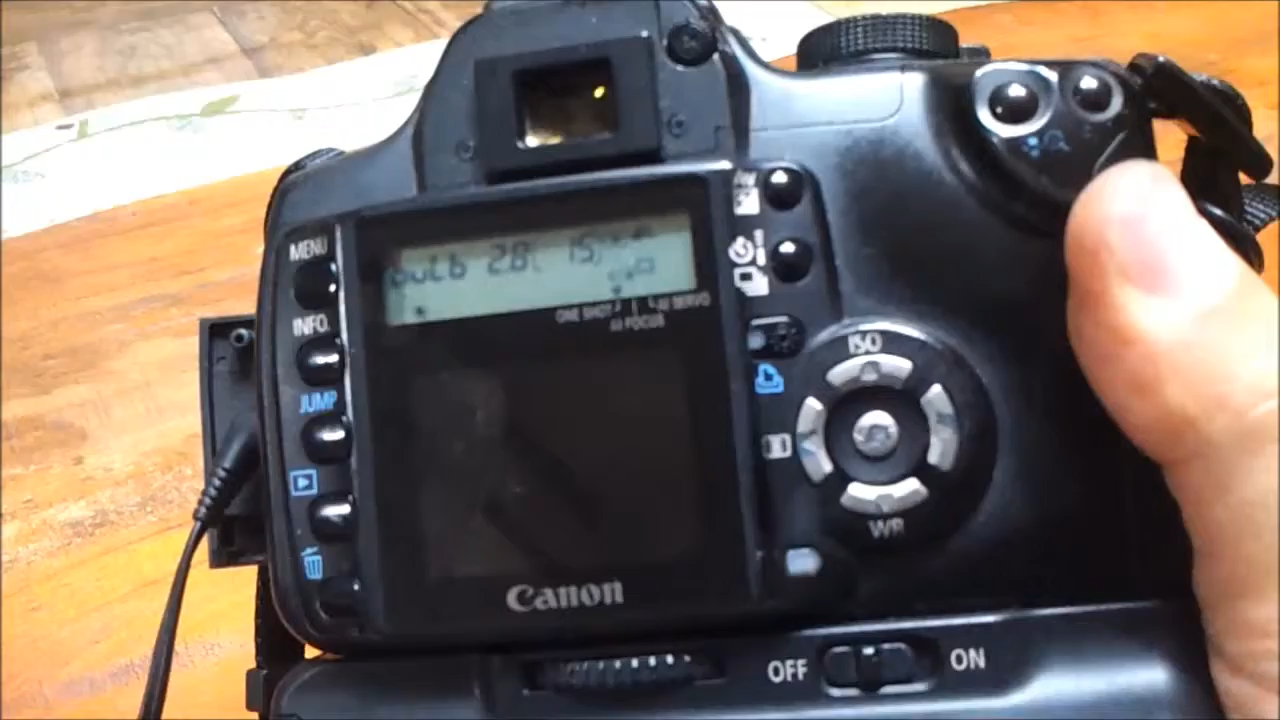 MENU
buLb 2.8 15
INFO.
ONE SHOT AI SERVO
AI FOCUS
ISO
JUMP
WB
Canon
OFF ON